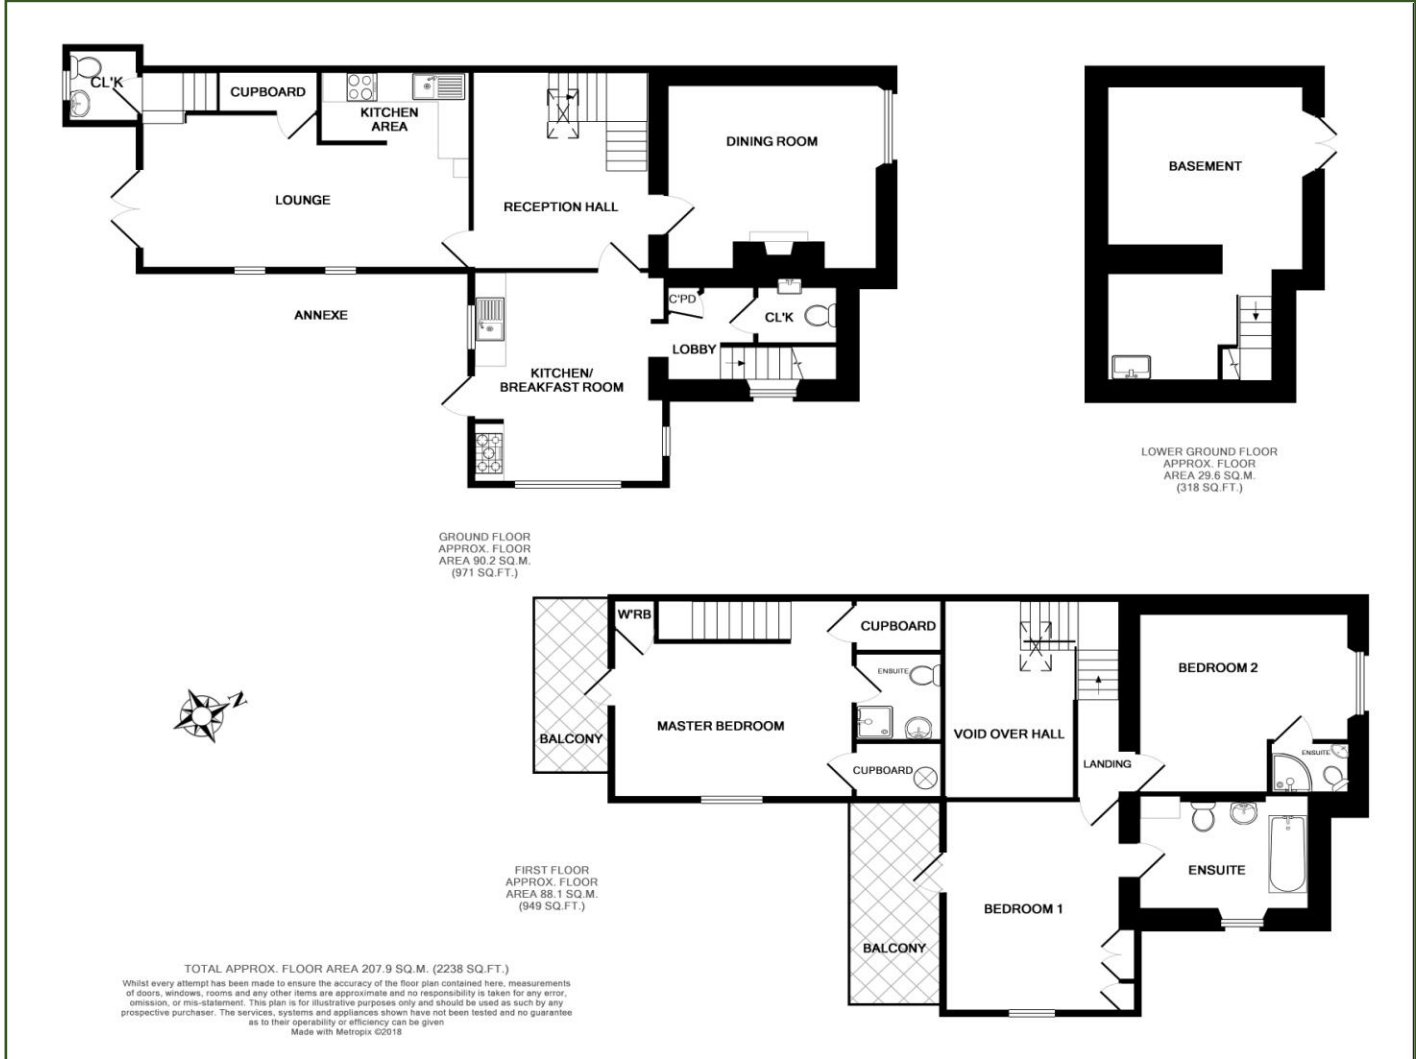 CL'K
CUPBOARD
KITCHEN
AREA
LOUNGE
RECEPTION HALL
DINING ROOM
ANNEXE
C'PD
CL'K
LOBBY
KITCHEN/
BREAKFAST ROOM
GROUND FLOOR
APPROX. FLOOR
AREA 90.2 SQ.M.
(971 SQ.FT.)
BASEMENT
LOWER GROUND FLOOR
APPROX. FLOOR
AREA 29.6 SQ.M.
(318 SQ.FT.)
N
W'RB
CUPBOARD
ENSUITE
MASTER BEDROOM
BALCONY
CUPBOARD
VOID OVER HALL
LANDING
BEDROOM 2
ENSUITE
ENSUITE
BEDROOM 1
BALCONY
FIRST FLOOR
APPROX. FLOOR
AREA 88.1 SQ.M.
(949 SQ.FT.)
TOTAL APPROX. FLOOR AREA 207.9 SQ.M. (2238 SQ.FT.)
Whilst every attempt has been made to ensure the accuracy of the floor plan contained here, measurements
of doors, windows, rooms and any other items are approximate and no responsibility is taken for any error,
omission, or mis-statement. This plan is for illustrative purposes only and should be used as such by any
prospective purchaser. The services, systems and appliances shown have not been tested and no guarantee
as to their operability or efficiency can be given
Made with Metropix ©2018